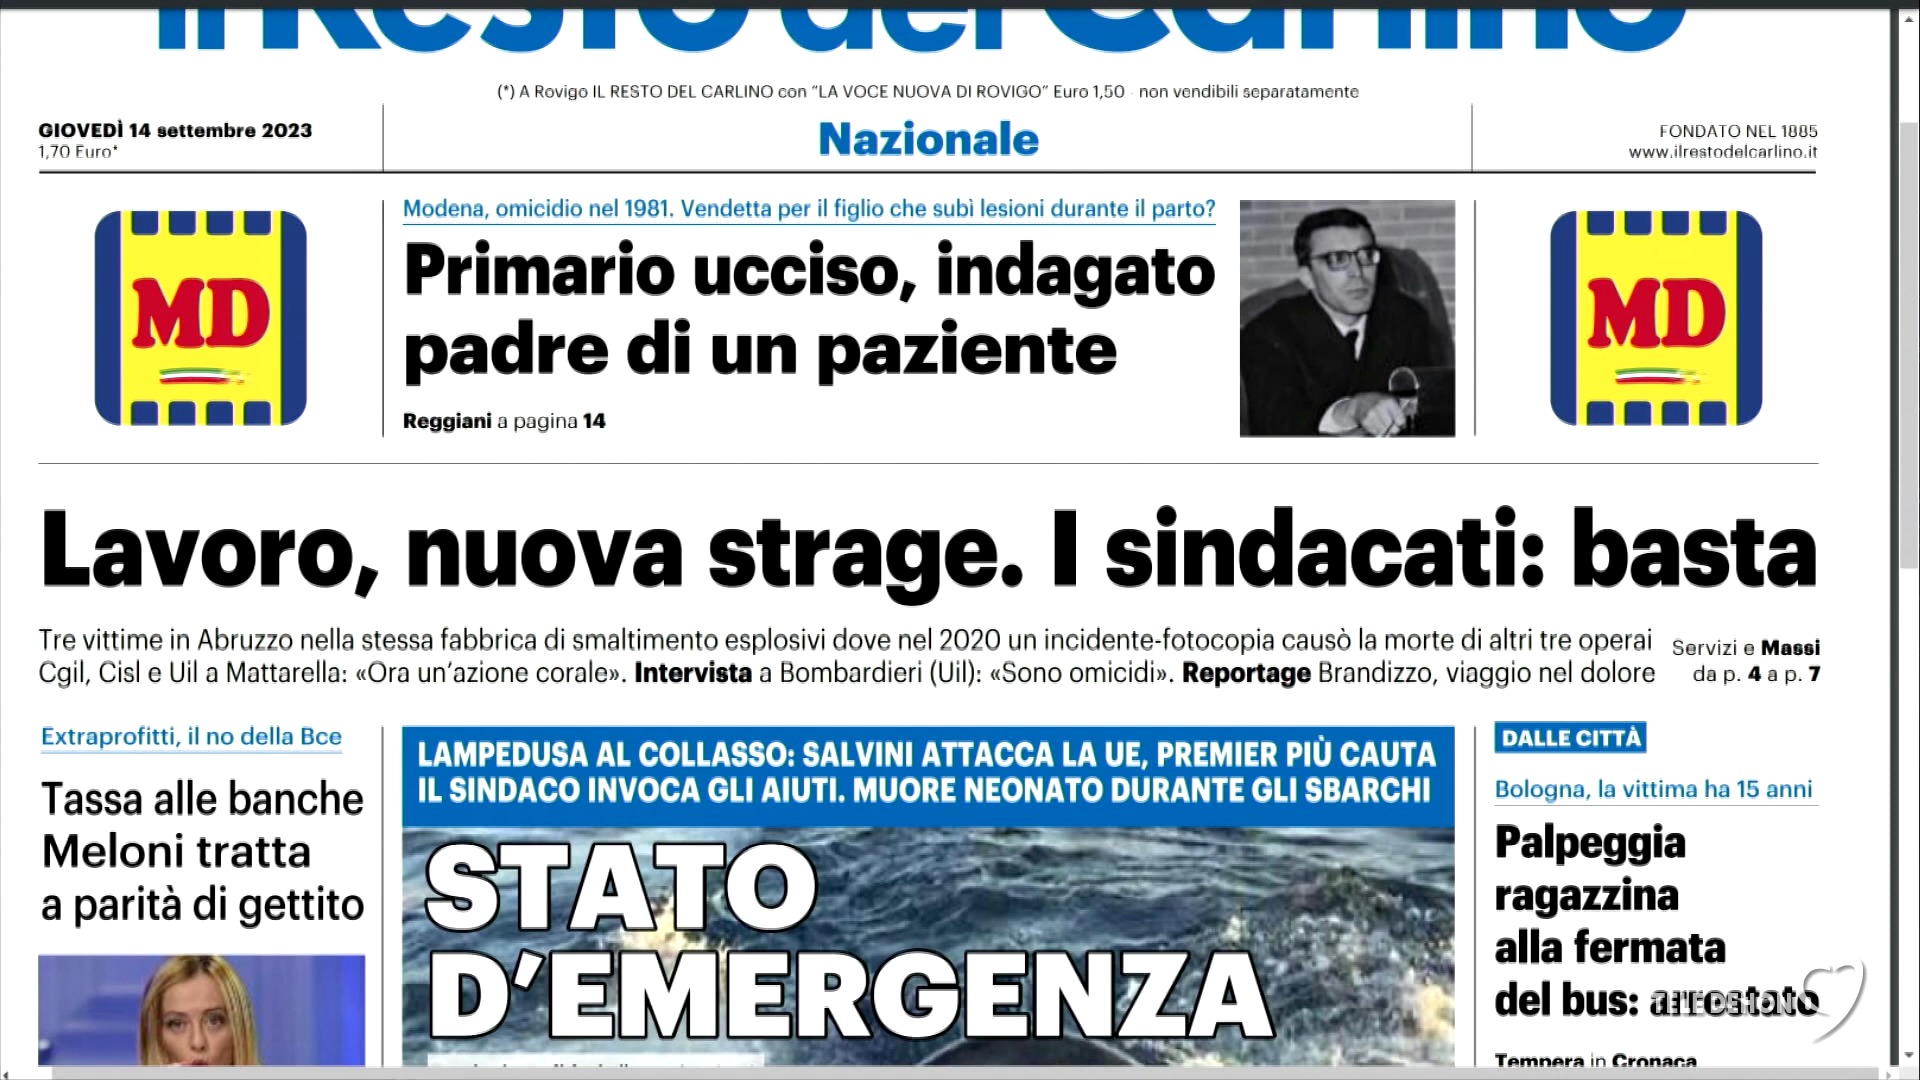 il Resto del Carlino
(*) A Rovigo IL RESTO DEL CARLINO con “LA VOCE NUOVA DI ROVIGO” Euro 1,50 - non vendibili separatamente
GIOVEDÌ 14 settembre 2023
1,70 Euro*
Nazionale
FONDATO NEL 1885
www.ilrestodelcarlino.it
MD
Modena, omicidio nel 1981. Vendetta per il figlio che subì lesioni durante il parto?
Primario ucciso, indagato
padre di un paziente
Reggiani a pagina 14
MD
Lavoro, nuova strage. I sindacati: basta
Tre vittime in Abruzzo nella stessa fabbrica di smaltimento esplosivi dove nel 2020 un incidente-fotocopia causò la morte di altri tre operai
Cgil, Cisl e Uil a Mattarella: «Ora un’azione corale». Intervista a Bombardieri (Uil): «Sono omicidi». Reportage Brandizzo, viaggio nel dolore
Servizi e Massi
da p. 4 a p. 7
Extraprofitti, il no della Bce
Tassa alle banche
Meloni tratta
a parità di gettito
LAMPEDUSA AL COLLASSO: SALVINI ATTACCA LA UE, PREMIER PIÙ CAUTA
IL SINDACO INVOCA GLI AIUTI. MUORE NEONATO DURANTE GLI SBARCHI
STATO
D’EMERGENZA
DALLE CITTÀ
Bologna, la vittima ha 15 anni
Palpeggia
ragazzina
alla fermata
del bus: arrestato
TELE DEHON
Tempera in Cronaca